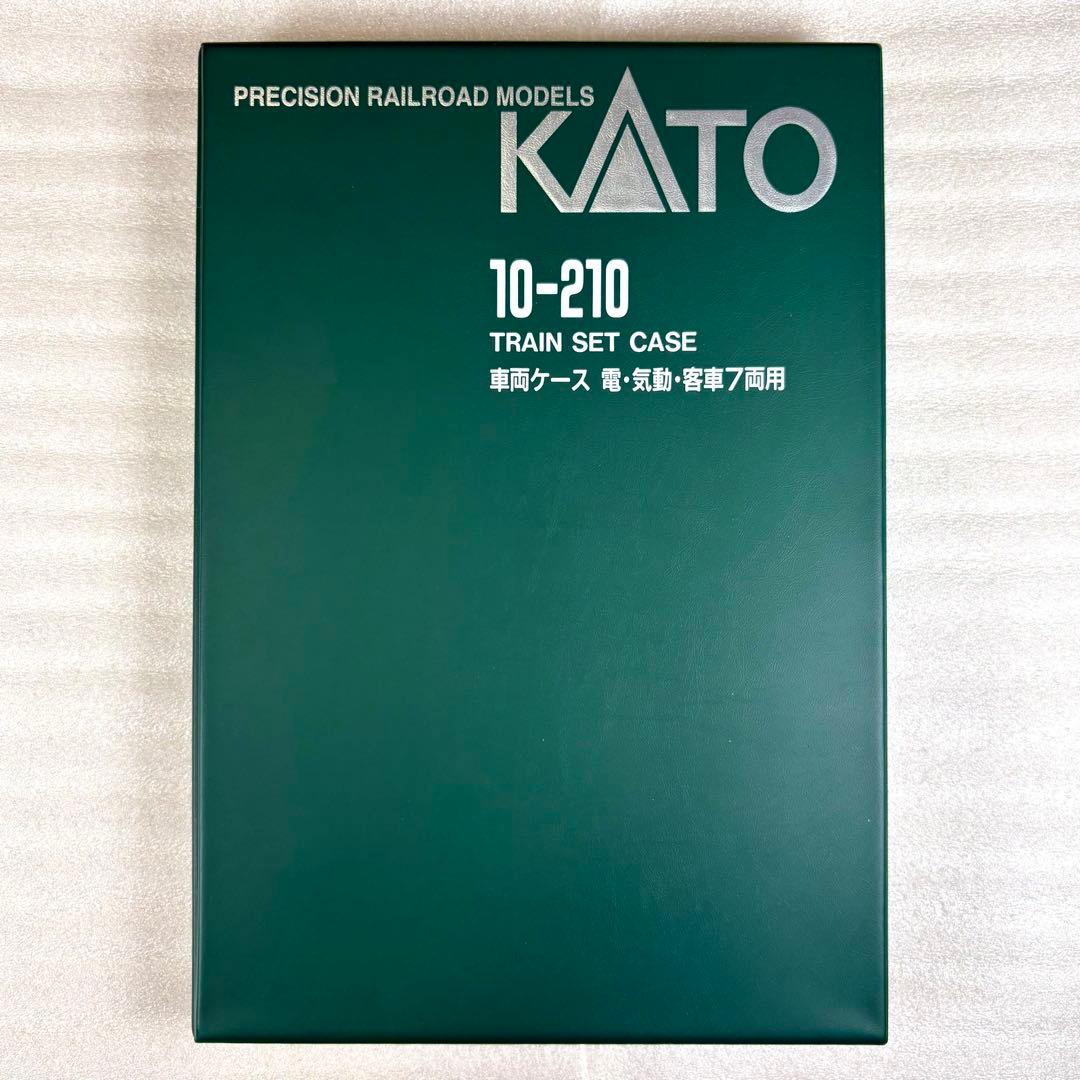 PRECISION RAILROAD MODELS
KATO
10-210
TRAIN SET CASE
車両ケース 電・気動・客車7両用